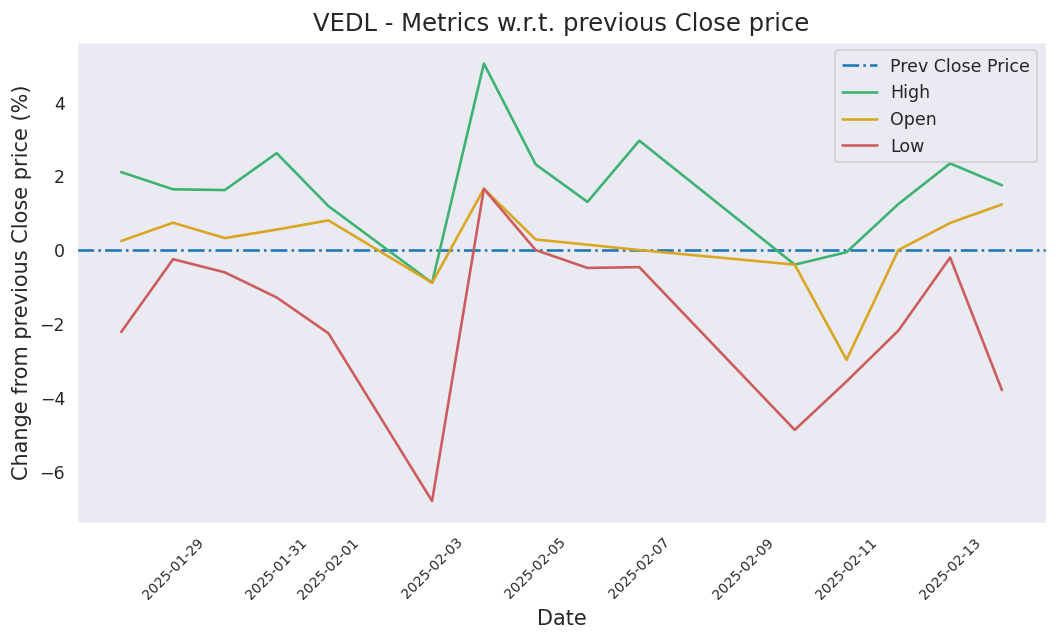 VEDL - Metrics w.r.t. previous Close price
Change from previous Close price (%)
4
2
0
−2
−4
−6
Prev Close Price
High
Open
Low
2025-01-29
2025-01-31
2025-02-01
2025-02-03
2025-02-05
2025-02-07
2025-02-09
2025-02-11
2025-02-13
Date